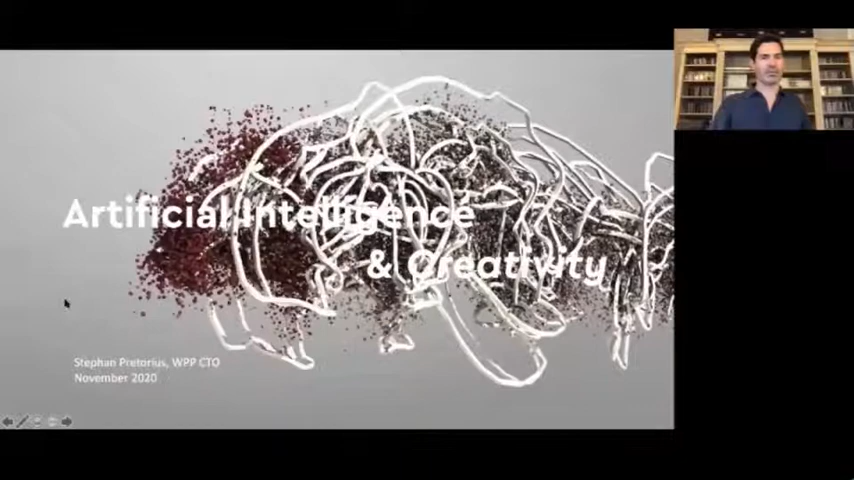 Artificial Intelligence
& Creativity
Stephan Pretorius, WPP CTO
November 2020